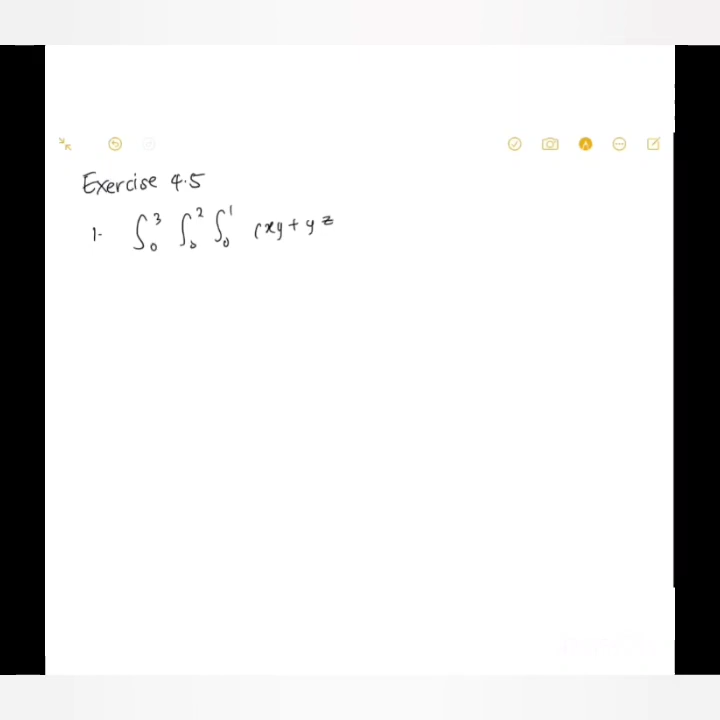 Exercise 4.5
1. ∫₀³ ∫₀² ∫₀¹ (xy + yz